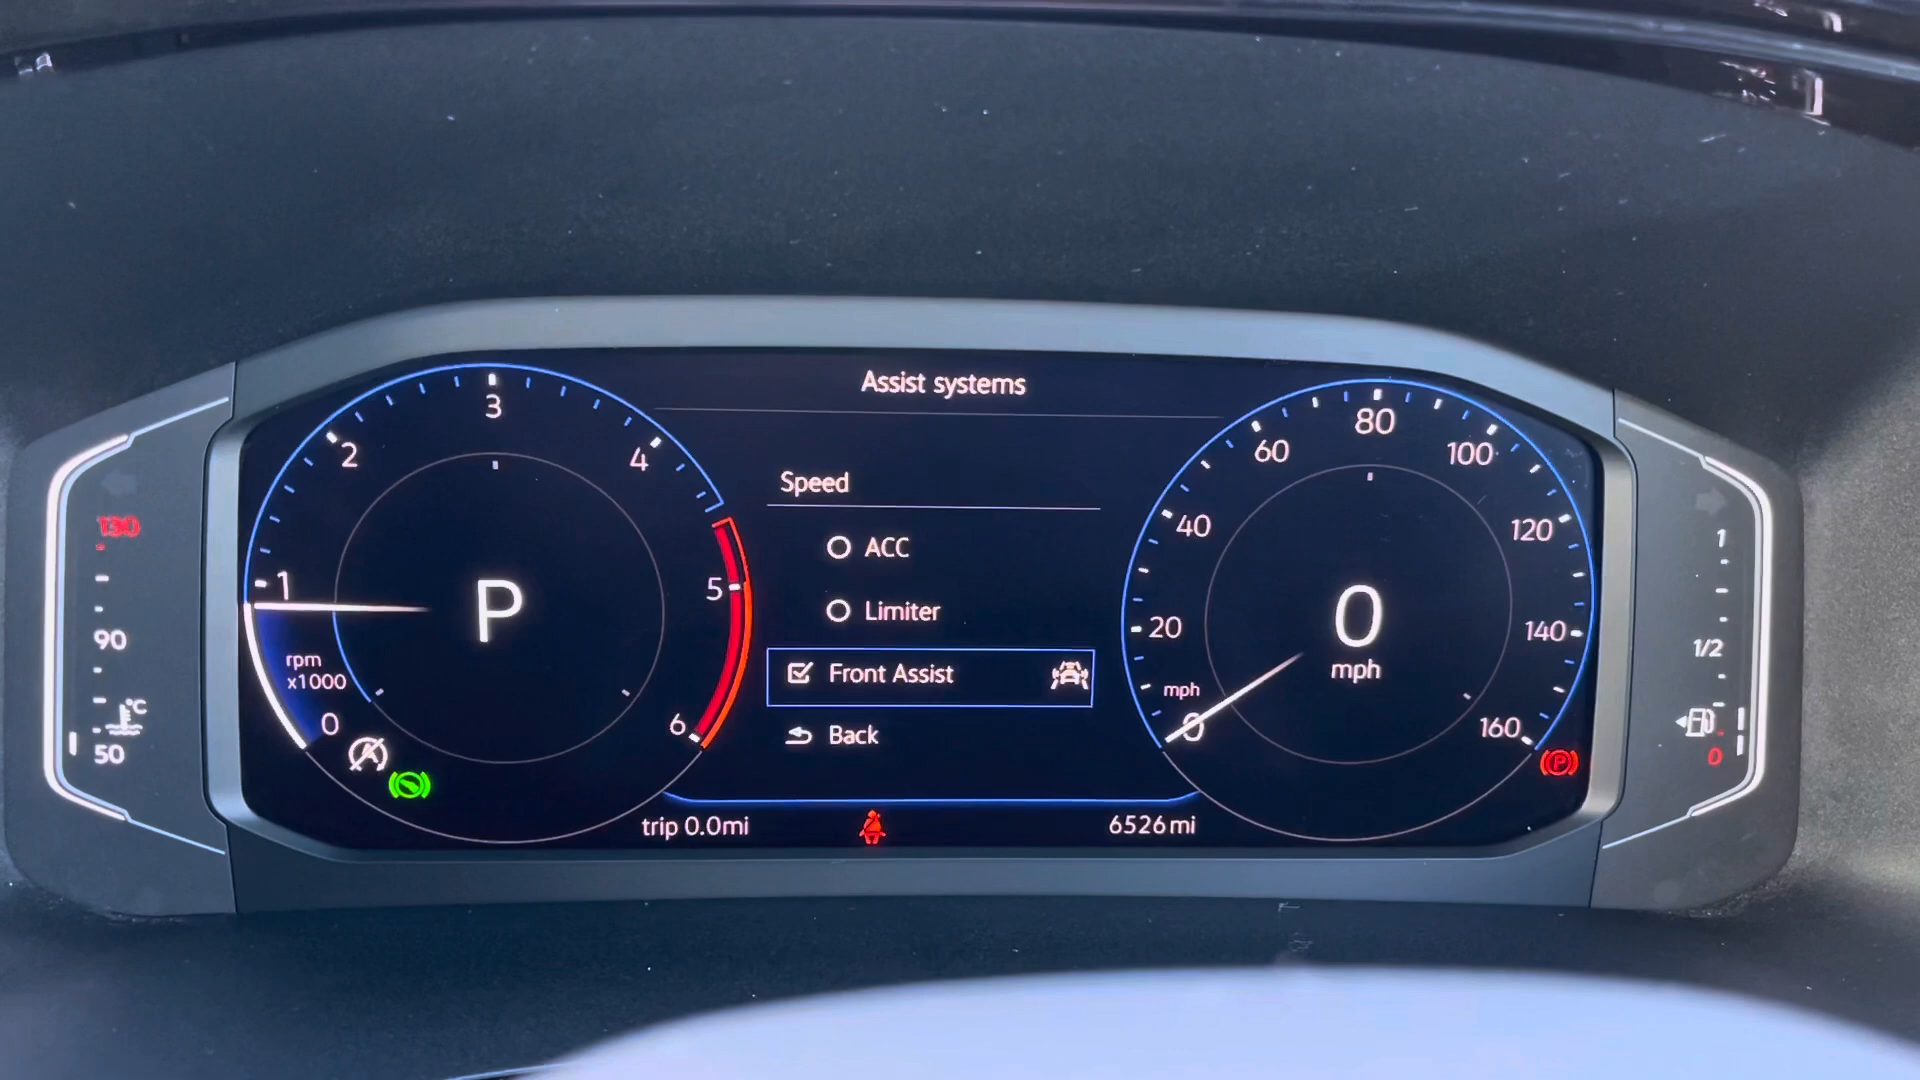 Assist systems
3
2
4
1
5
rpm
x1000
0
6
P
Speed
ACC
Limiter
Front Assist
Back
trip 0.0mi
6526mi
80
60
100
40
120
20
140
mph
0
160
0
mph
130
90
°C
50
1
1/2
0
P